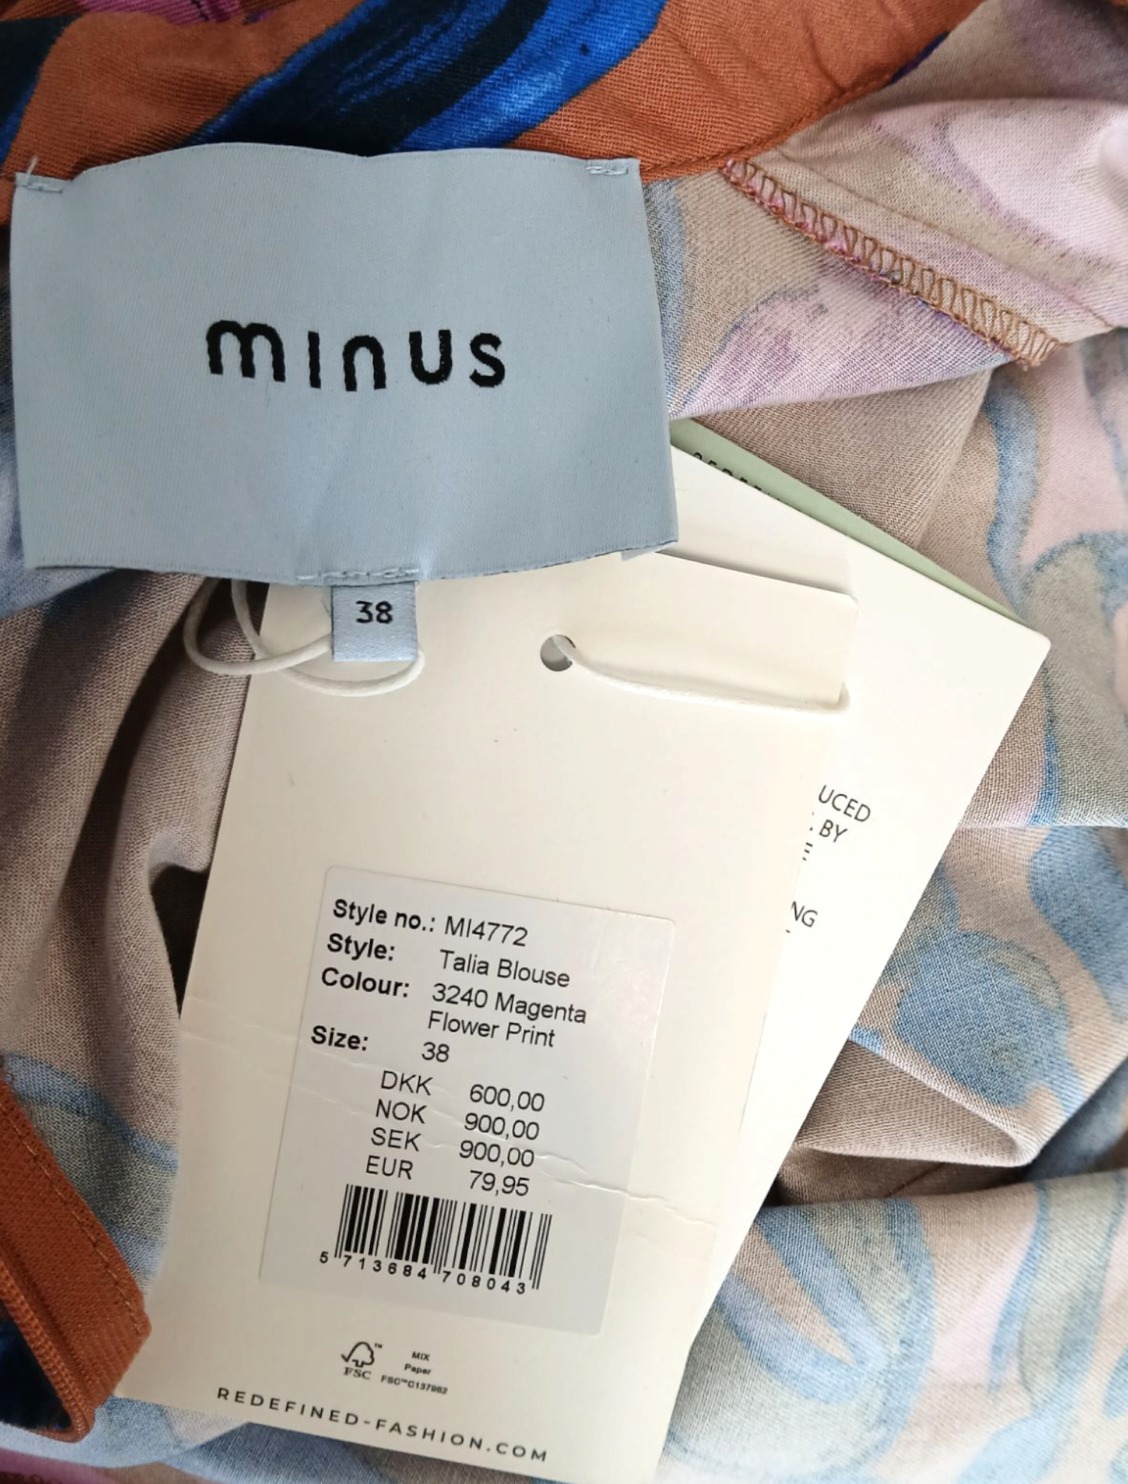 minus
38
UCED
BY
NG
Style no.: MI4772
Style: Talia Blouse
Colour: 3240 Magenta
Flower Print
Size: 38
DKK 600,00
NOK 900,00
SEK 900,00
EUR 79,95
5 713684 708043
FSC
MIX
Paper
FSC™C137982
REDEFINED-FASHION.COM